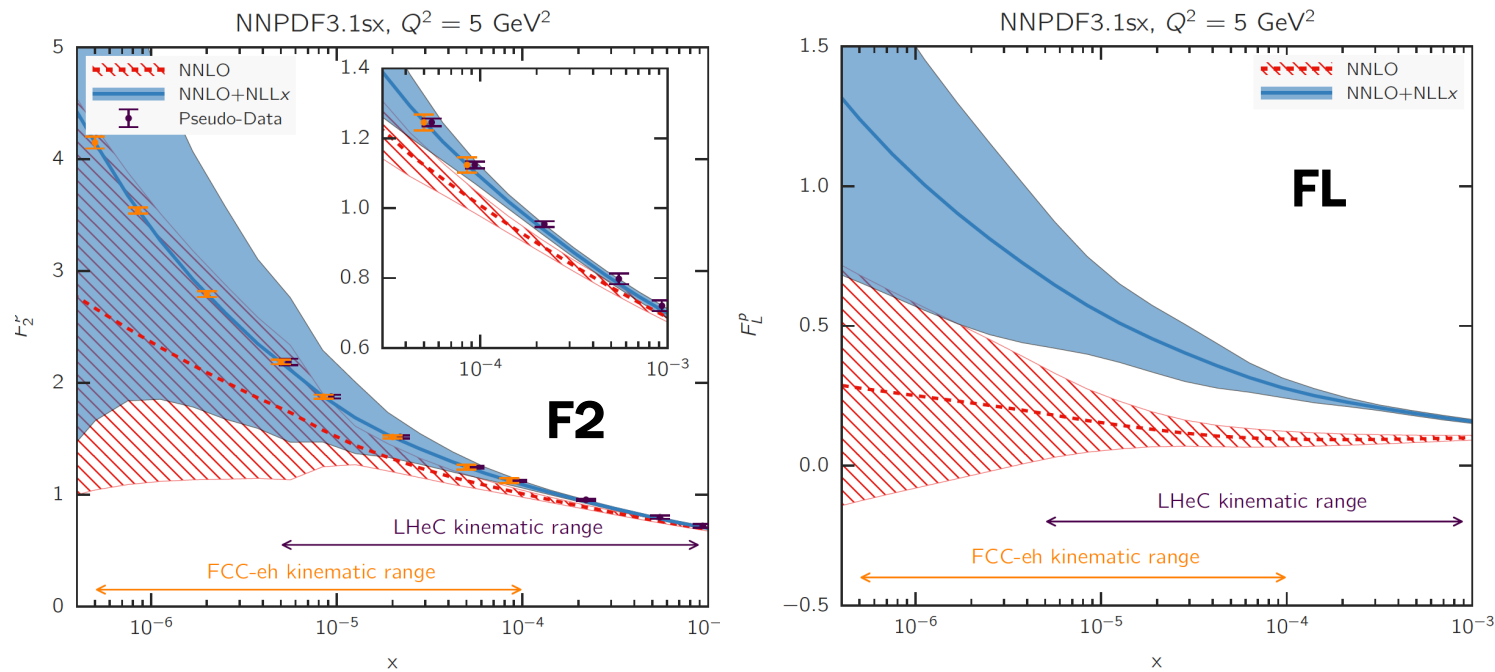 NNPDF3.1sx, Q² = 5 GeV²
5
4
3
2
1
0
NNLO
NNLO+NLLx
Pseudo-Data
1.4
1.2
1.0
0.8
0.6
10⁻⁴
10⁻³
F2
LHeC kinematic range
FCC-eh kinematic range
10⁻⁶
10⁻⁵
10⁻⁴
10⁻
x
NNPDF3.1sx, Q² = 5 GeV²
1.5
1.0
0.5
0.0
−0.5
F_L^p
NNLO
NNLO+NLLx
FL
LHeC kinematic range
FCC-eh kinematic range
10⁻⁶
10⁻⁵
10⁻⁴
10⁻³
x